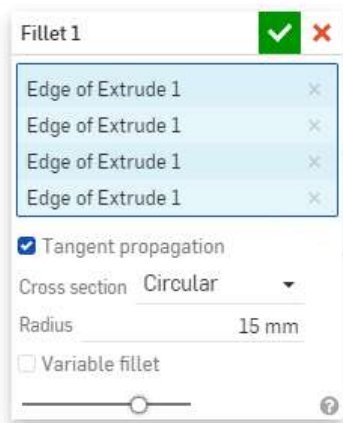 Fillet 1
Edge of Extrude 1
Edge of Extrude 1
Edge of Extrude 1
Edge of Extrude 1
Tangent propagation
Cross section Circular
Radius 15 mm
Variable fillet
?